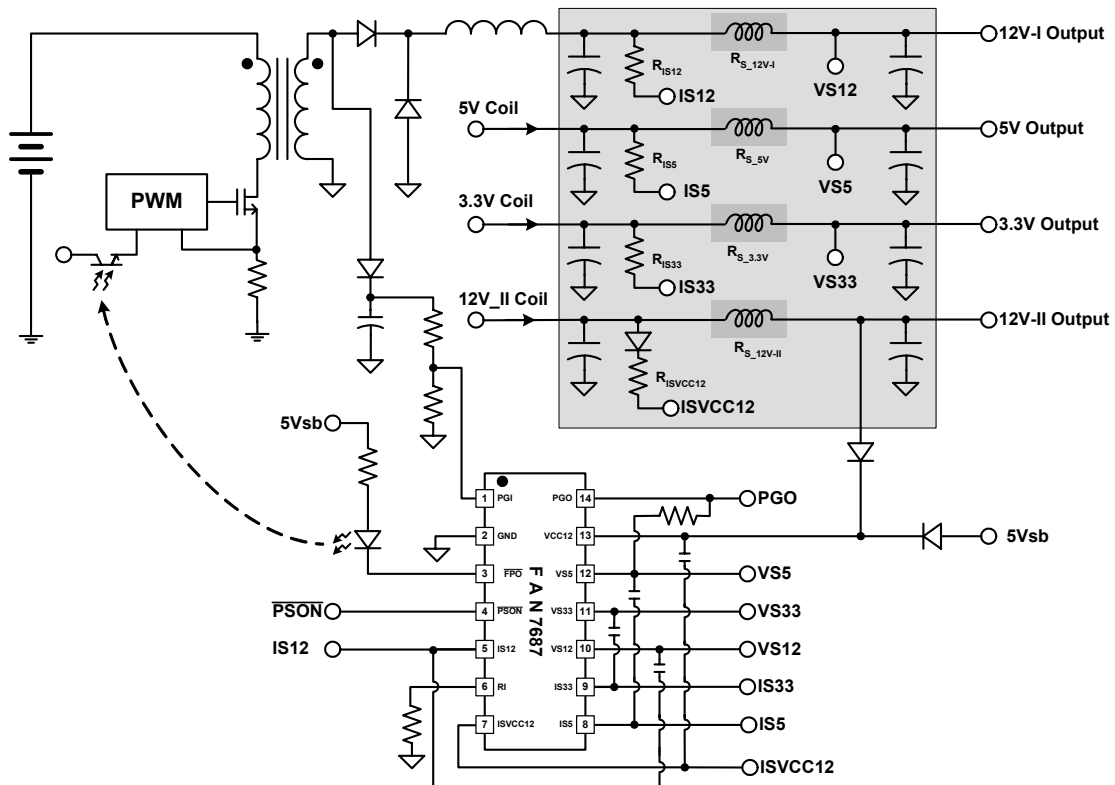 12V-I Output
R_IS12
R_S_12V-I
IS12
VS12
5V Coil
5V Output
R_IS5
R_S_5V
IS5
VS5
PWM
3.3V Coil
3.3V Output
R_IS33
R_S_3.3V
IS33
VS33
12V_II Coil
12V-II Output
R_S_12V-II
R_ISVCC12
ISVCC12
5Vsb
1 PGI
PGO 14
PGO
2 GND
VCC12 13
5Vsb
3 FPO
VS5 12
VS5
PSON
4 PSON
VS33 11
VS33
IS12
5 IS12
VS12 10
VS12
6 RI
IS33 9
IS33
7 ISVCC12
IS5 8
IS5
FAN7687
ISVCC12